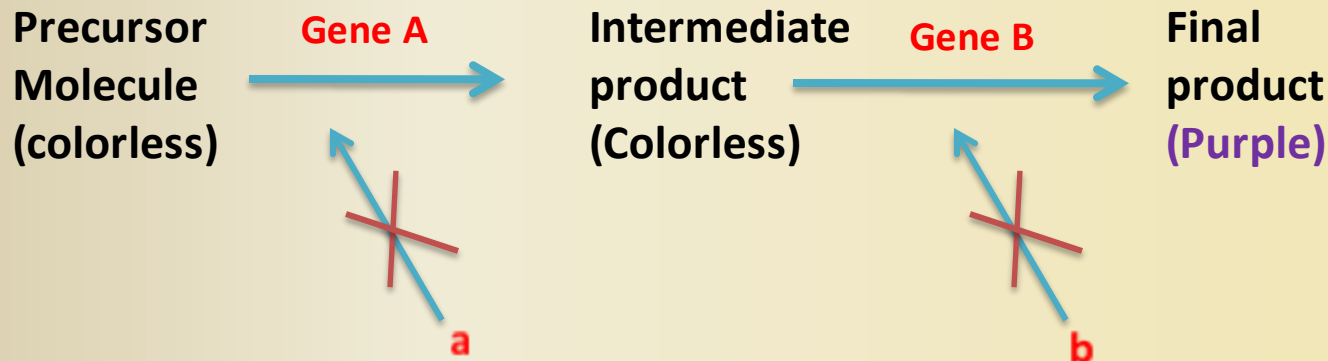 Precursor
Molecule
(colorless)
Gene A
Intermediate
product
(Colorless)
Gene B
Final
product
(Purple)
a
b